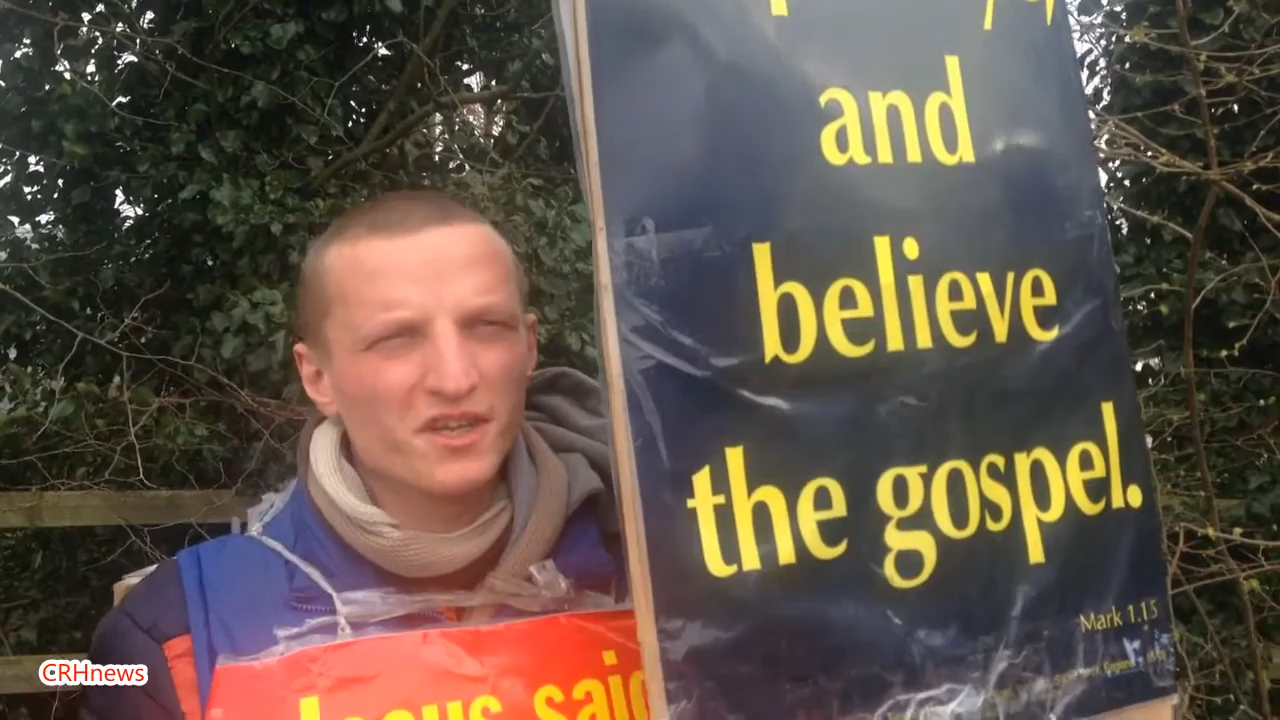 and
believe
the gospel.
Mark 1.15
Jesus said
CRHnews